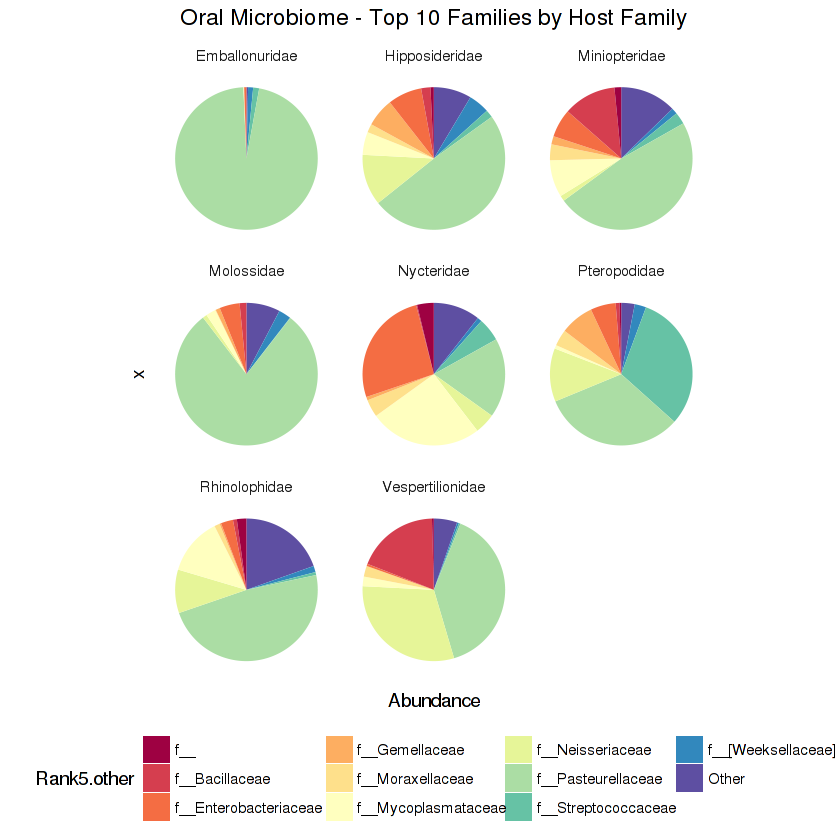 Oral Microbiome - Top 10 Families by Host Family
Emballonuridae
Hipposideridae
Miniopteridae
Molossidae
Nycteridae
Pteropodidae
x
Rhinolophidae
Vespertilionidae
Abundance
Rank5.other
f__
f__Bacillaceae
f__Enterobacteriaceae
f__Gemellaceae
f__Moraxellaceae
f__Mycoplasmataceae
f__Neisseriaceae
f__Pasteurellaceae
f__Streptococcaceae
f__[Weeksellaceae]
Other